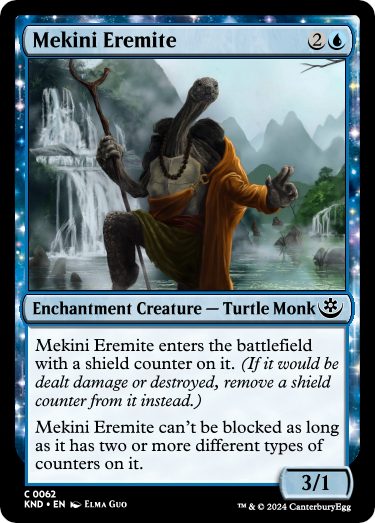 Mekini Eremite 2
Enchantment Creature — Turtle Monk
Mekini Eremite enters the battlefield
with a shield counter on it. (If it would be
dealt damage or destroyed, remove a shield
counter from it instead.)
Mekini Eremite can't be blocked as long
as it has two or more different types of
counters on it.
3/1
C 0062
KND • EN Elma Guo
™ & © 2024 CanterburyEgg